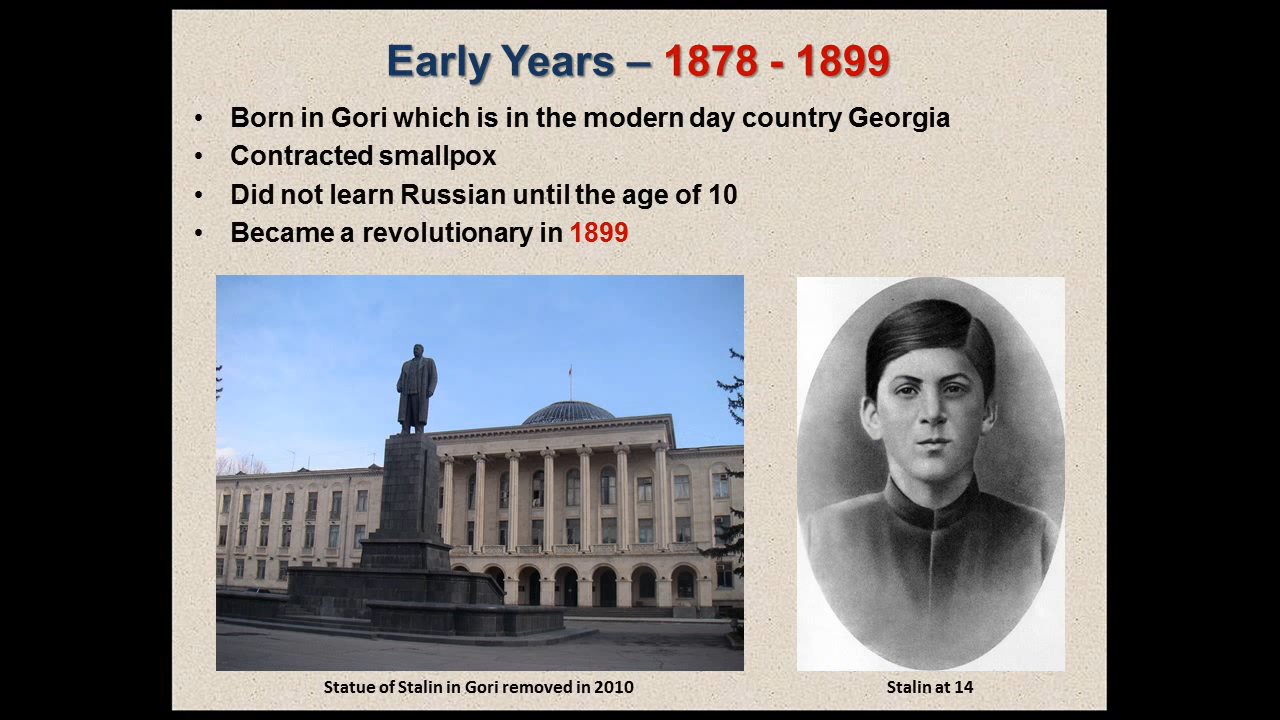 Early Years – 1878 - 1899
• Born in Gori which is in the modern day country Georgia
• Contracted smallpox
• Did not learn Russian until the age of 10
• Became a revolutionary in 1899
Statue of Stalin in Gori removed in 2010
Stalin at 14